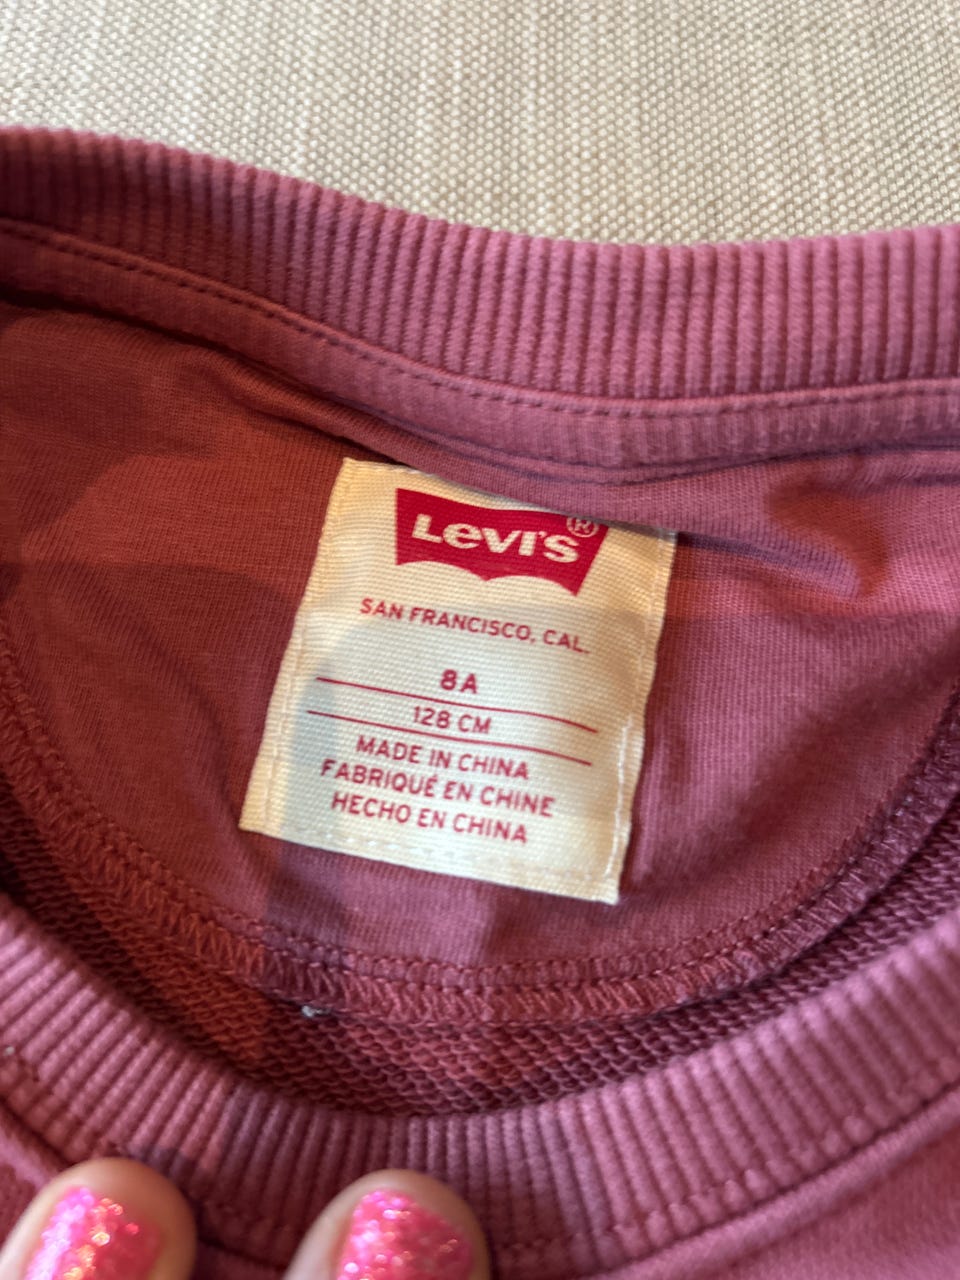 Levi's®
SAN FRANCISCO, CAL.
8A
128 CM
MADE IN CHINA
FABRIQUÉ EN CHINE
HECHO EN CHINA